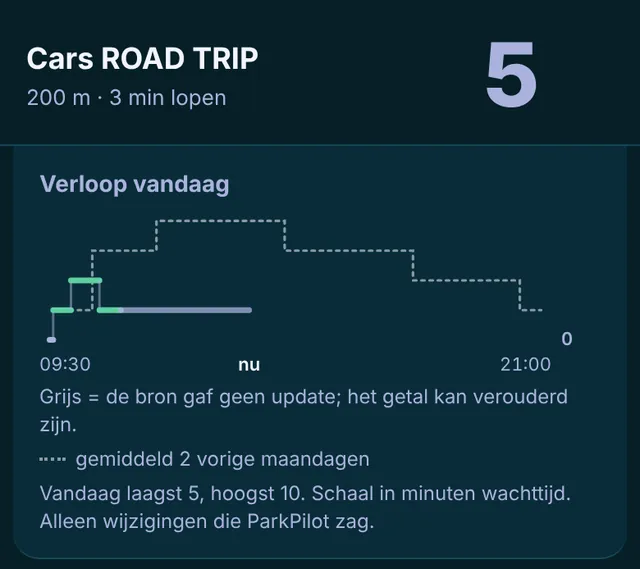 Cars ROAD TRIP
5
200 m · 3 min lopen
Verloop vandaag
0
09:30 nu 21:00
Grijs = de bron gaf geen update; het getal kan verouderd
zijn.
gemiddeld 2 vorige maandagen
Vandaag laagst 5, hoogst 10. Schaal in minuten wachttijd.
Alleen wijzigingen die ParkPilot zag.